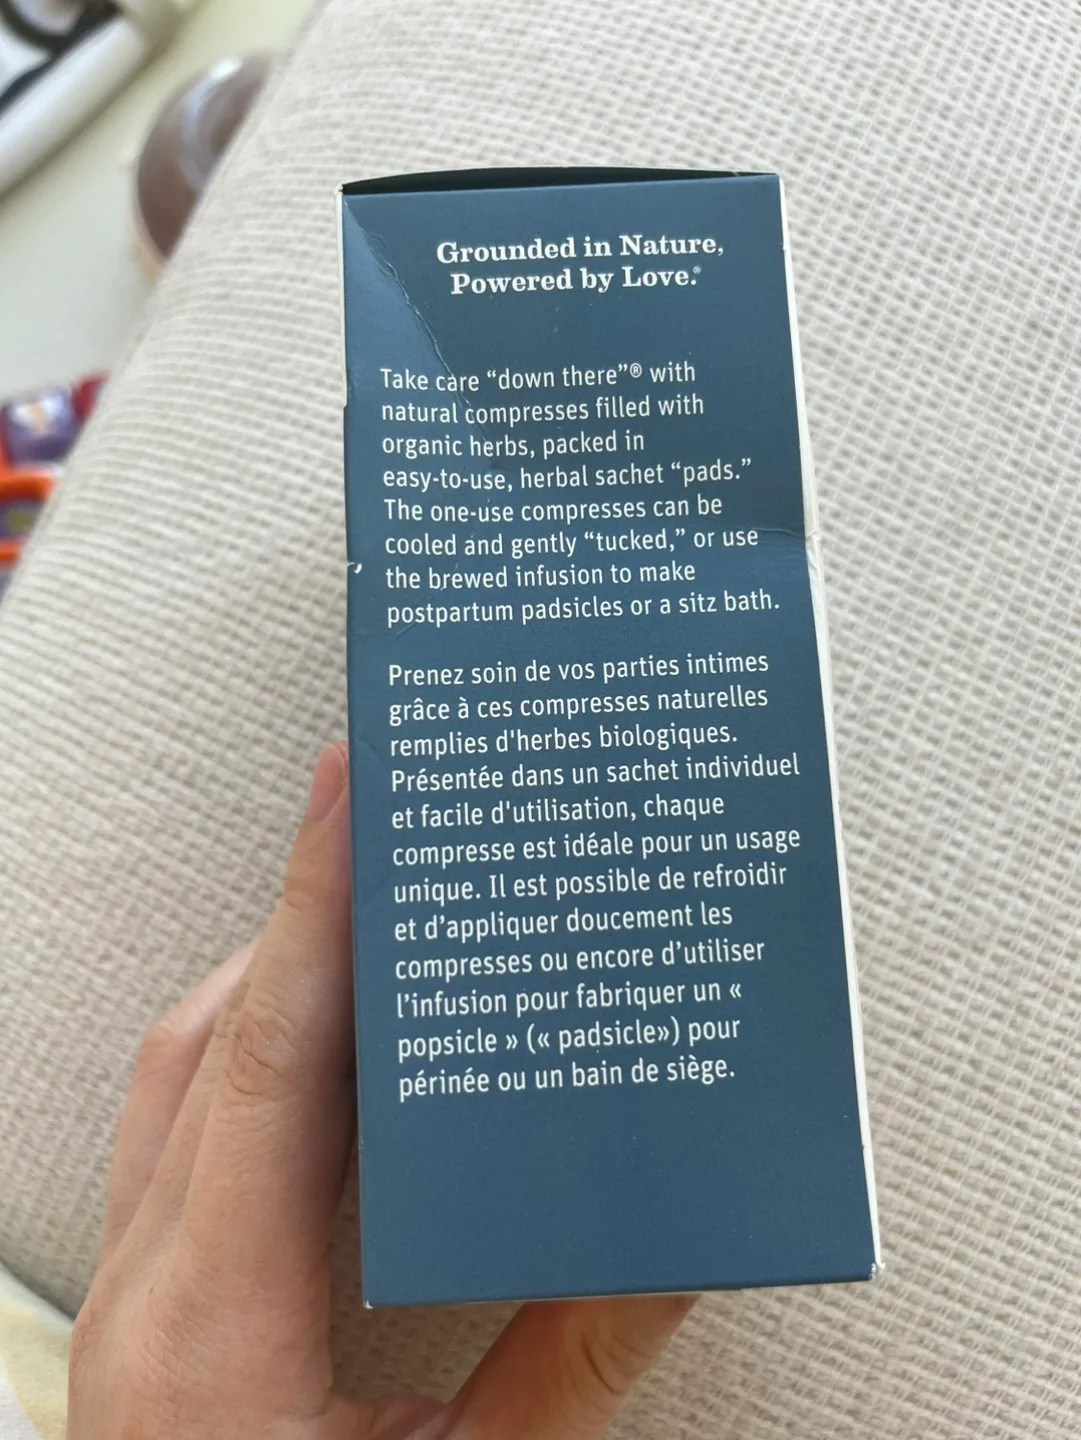 Grounded in Nature,
Powered by Love.®
Take care “down there”® with
natural compresses filled with
organic herbs, packed in
easy-to-use, herbal sachet “pads.”
The one-use compresses can be
cooled and gently “tucked,” or use
the brewed infusion to make
postpartum padsicles or a sitz bath.
Prenez soin de vos parties intimes
grâce à ces compresses naturelles
remplies d'herbes biologiques.
Présentée dans un sachet individuel
et facile d'utilisation, chaque
compresse est idéale pour un usage
unique. Il est possible de refroidir
et d’appliquer doucement les
compresses ou encore d’utiliser
l’infusion pour fabriquer un «
popsicle » (« padsicle») pour
périnée ou un bain de siège.